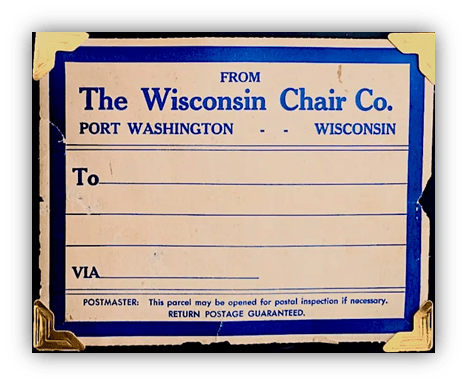 FROM
The Wisconsin Chair Co.
PORT WASHINGTON - - WISCONSIN
To
VIA
POSTMASTER: This parcel may be opened for postal inspection if necessary.
RETURN POSTAGE GUARANTEED.